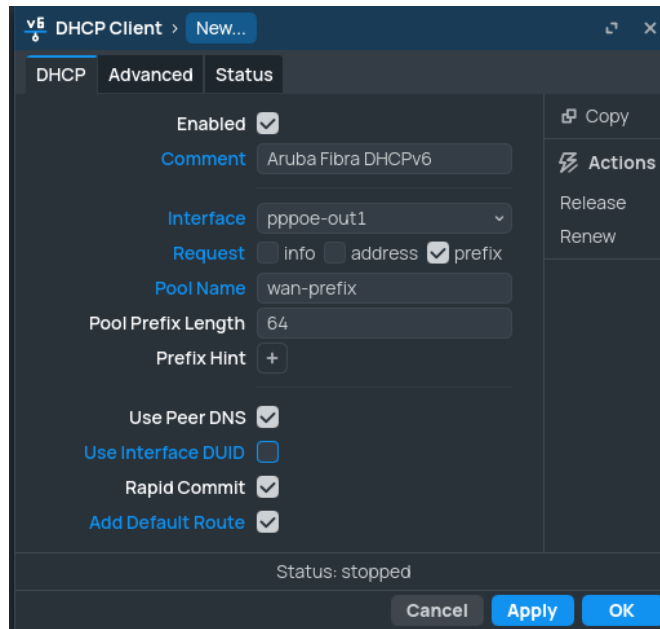 v6 DHCP Client > New...
DHCP Advanced Status
Enabled
Comment Aruba Fibra DHCPv6
Interface pppoe-out1
Request info address prefix
Pool Name wan-prefix
Pool Prefix Length 64
Prefix Hint +
Use Peer DNS
Use Interface DUID
Rapid Commit
Add Default Route
Copy
Actions
Release
Renew
Status: stopped
Cancel Apply OK